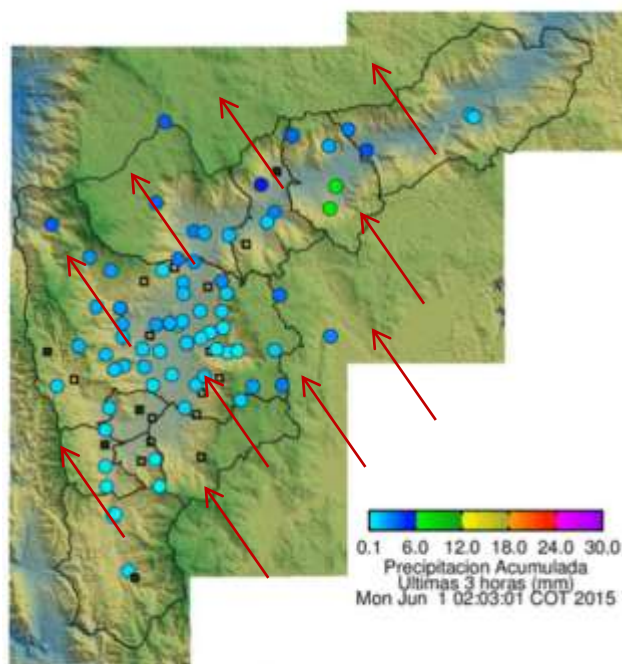 0.1 6.0 12.0 18.0 24.0 30.0
Precipitacion Acumulada
Ultimas 3 horas (mm)
Mon Jun 1 02:03:01 COT 2015